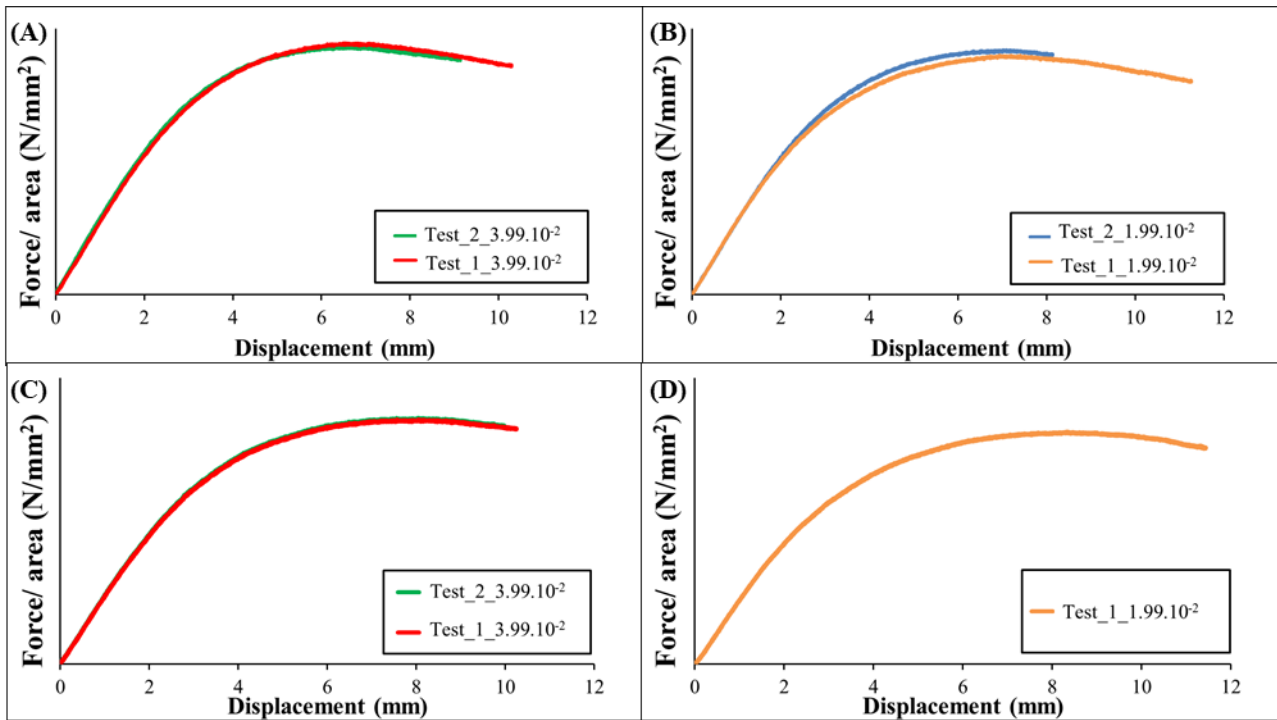 (A)
Force/ area (N/mm²)
Test_2_3.99.10⁻²
Test_1_3.99.10⁻²
0 2 4 6 8 10 12
Displacement (mm)
(B)
Force/ area (N/mm²)
Test_2_1.99.10⁻²
Test_1_1.99.10⁻²
0 2 4 6 8 10 12
Displacement (mm)
(C)
Force/ area (N/mm²)
Test_2_3.99.10⁻²
Test_1_3.99.10⁻²
0 2 4 6 8 10 12
Displacement (mm)
(D)
Force/ area (N/mm²)
Test_1_1.99.10⁻²
0 2 4 6 8 10 12
Displacement (mm)